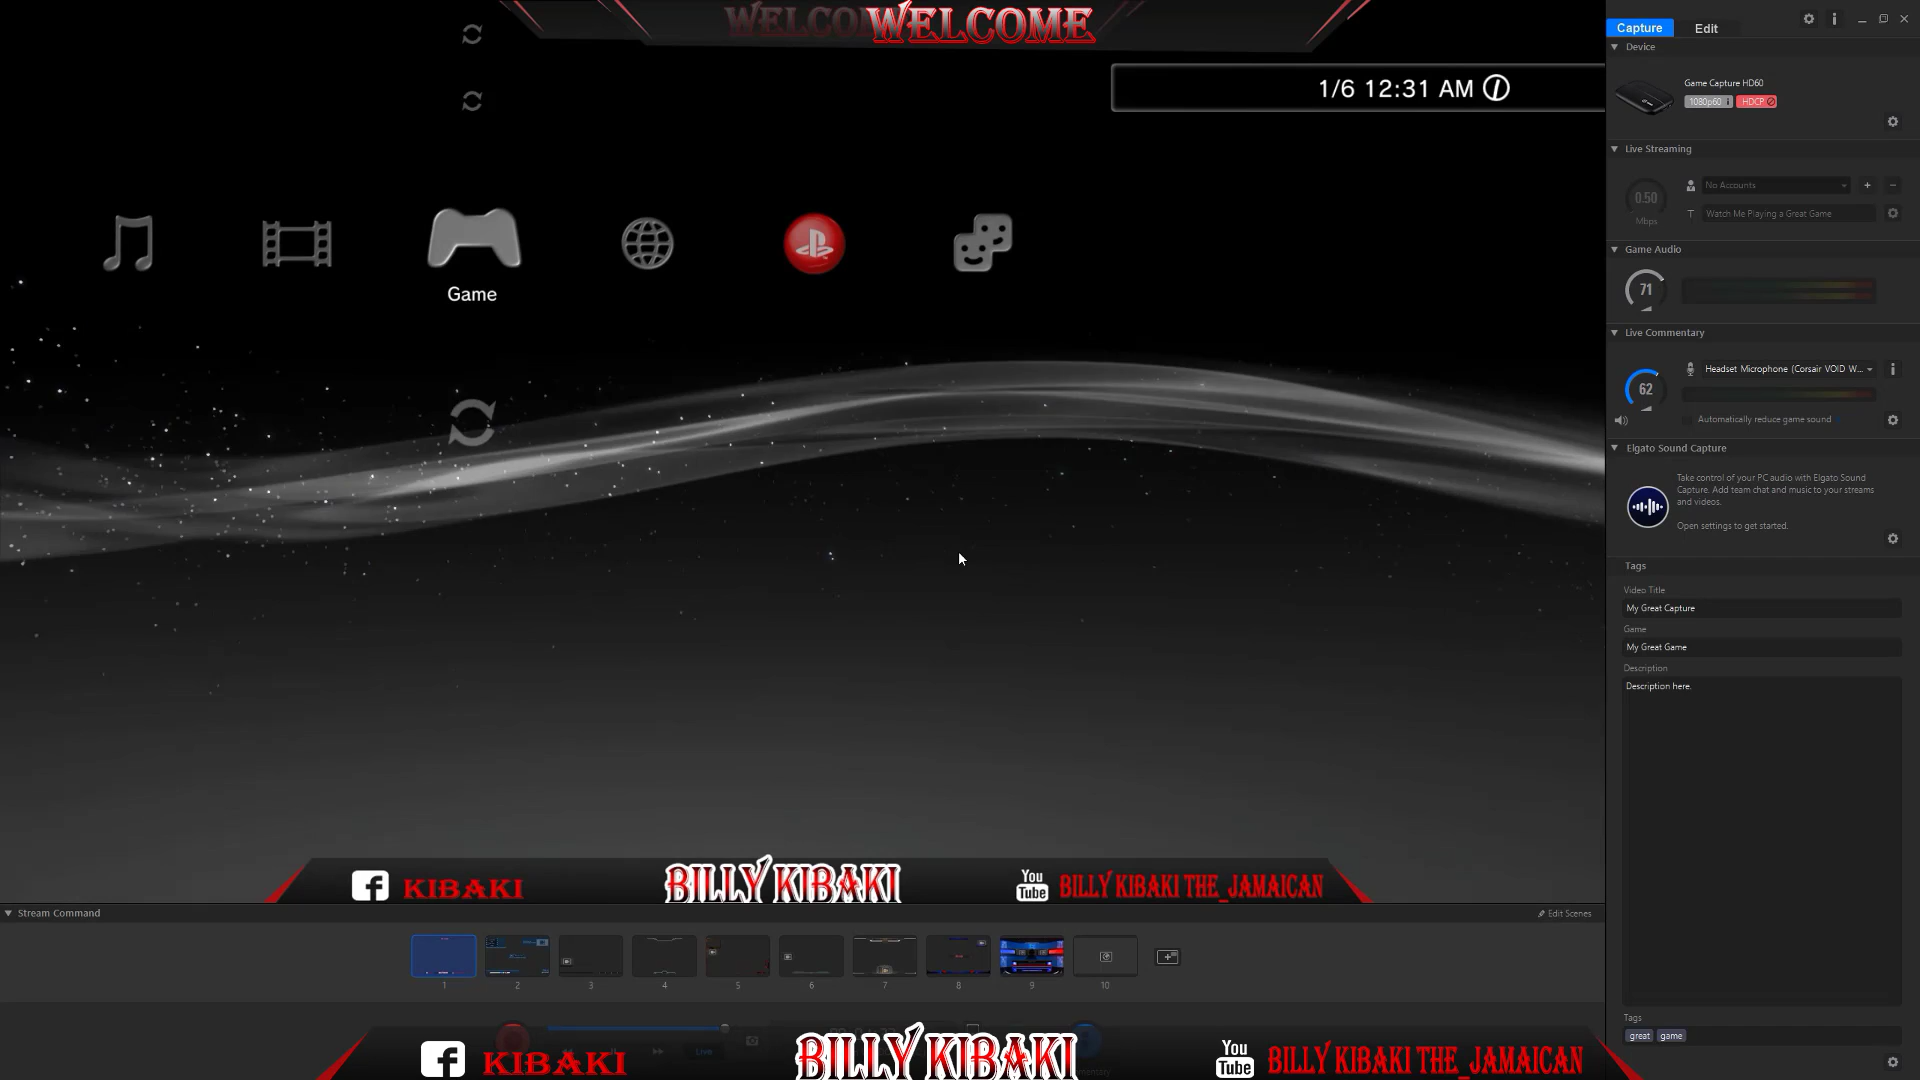 WELCOME
WELCOME
1/6 12:31 AM
Game
KIBAKI
BILLY KIBAKI
You
Tube
BILLY KIBAKI THE_JAMAICAN
Stream Command
Edit Scenes
1 2 3 4 5 6 7 8 9 10
Live
KIBAKI
BILLY KIBAKI
You
Tube
BILLY KIBAKI THE_JAMAICAN
Capture Edit
Device
Game Capture HD60
1080p60 HDCP
Live Streaming
0.50
Mbps
No Accounts
Watch Me Playing a Great Game
Game Audio
71
Live Commentary
62
Headset Microphone (Corsair VOID W...
Automatically reduce game sound
Elgato Sound Capture
Take control of your PC audio with Elgato Sound
Capture. Add team chat and music to your streams
and videos.
Open settings to get started.
Tags
Video Title
My Great Capture
Game
My Great Game
Description
Description here.
Tags
great game